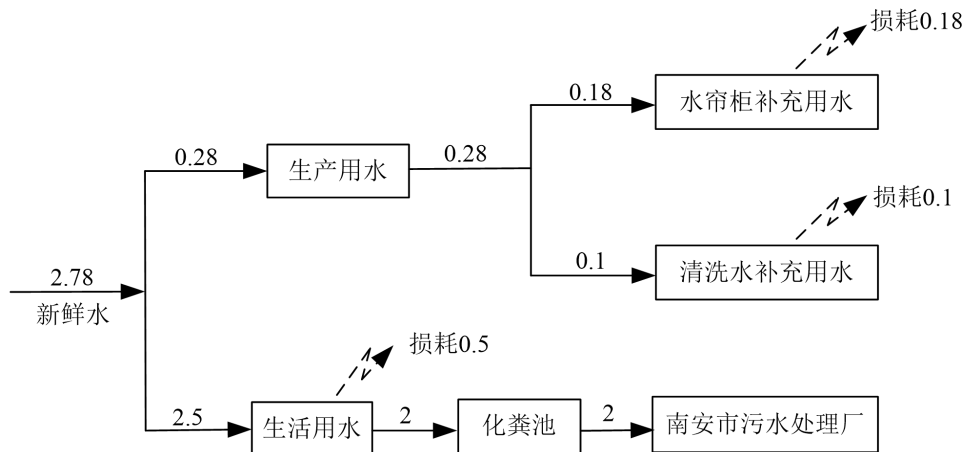 损耗0.18
0.18
水帘柜补充用水
0.28
生产用水
0.28
损耗0.1
0.1
清洗水补充用水
2.78
新鲜水
损耗0.5
2.5
生活用水
2
化粪池
2
南安市污水处理厂